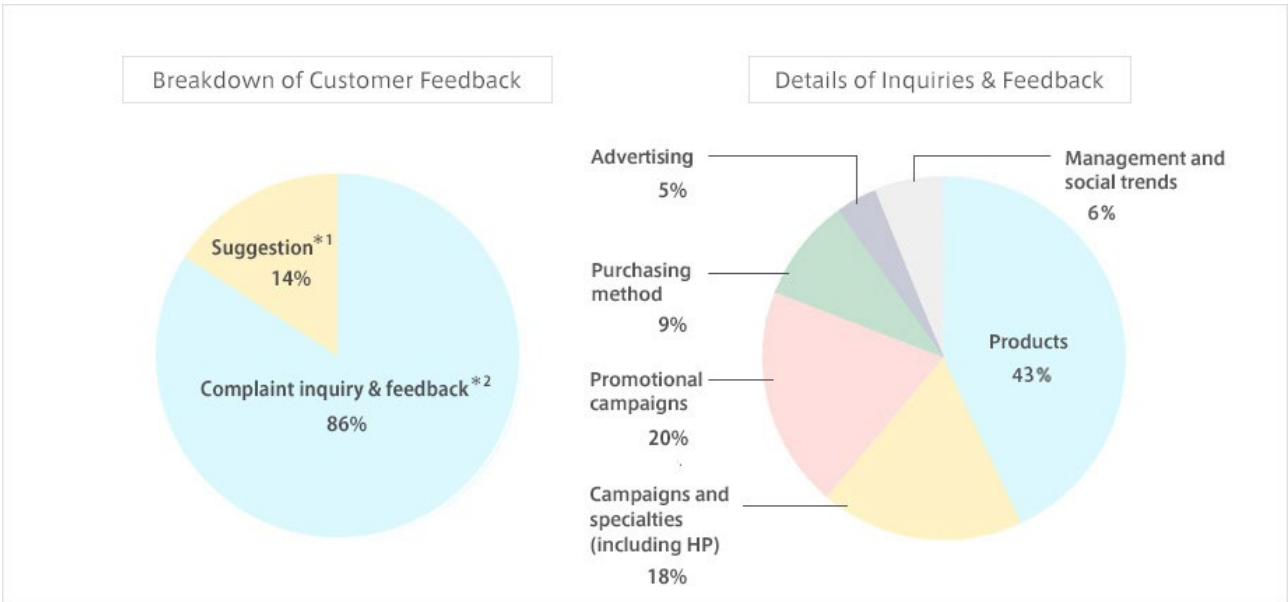 Breakdown of Customer Feedback
Suggestion*1
14%
Complaint inquiry & feedback*2
86%
Details of Inquiries & Feedback
Advertising
5%
Management and
social trends
6%
Purchasing
method
9%
Products
43%
Promotional
campaigns
20%
Campaigns and
specialties
(including HP)
18%